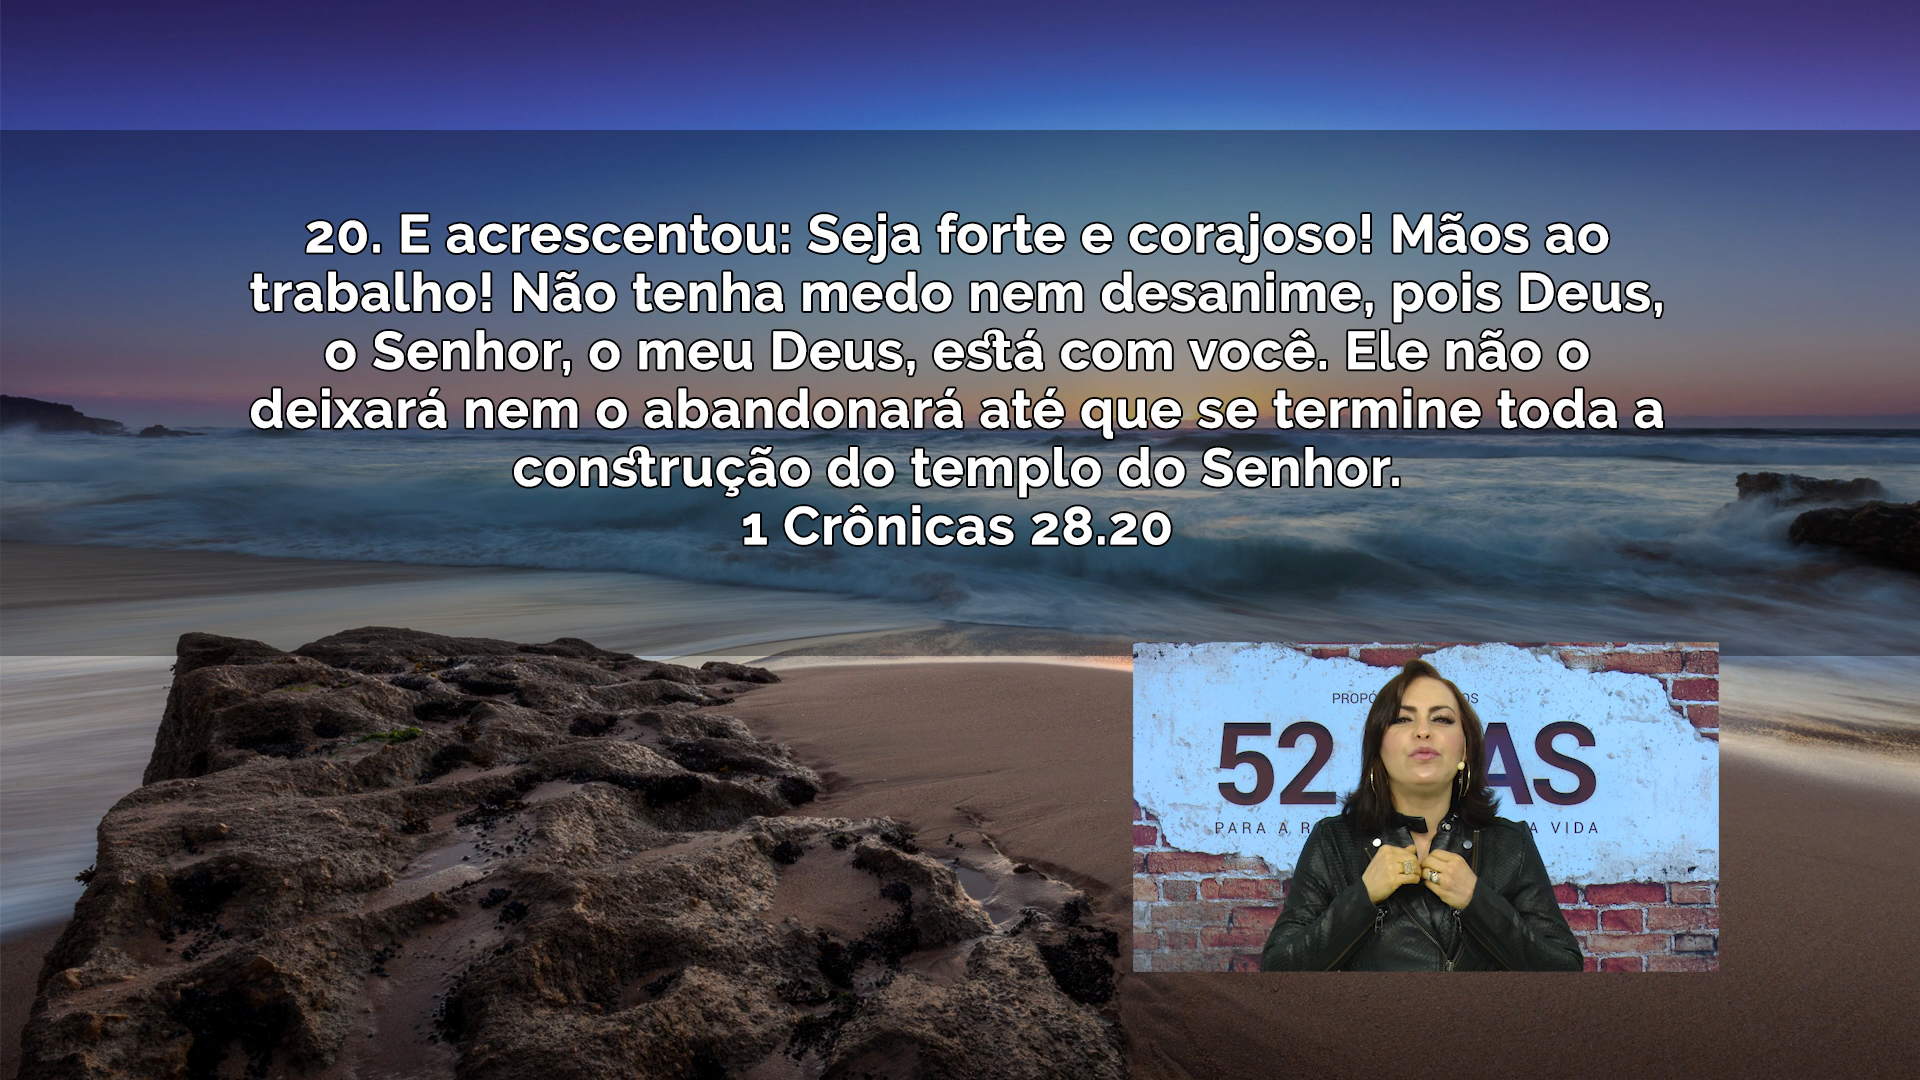 20. E acrescentou: Seja forte e corajoso! Mãos ao
trabalho! Não tenha medo nem desanime, pois Deus,
o Senhor, o meu Deus, está com você. Ele não o
deixará nem o abandonará até que se termine toda a
construção do templo do Senhor.
1 Crônicas 28.20
52
PARA A
A VIDA